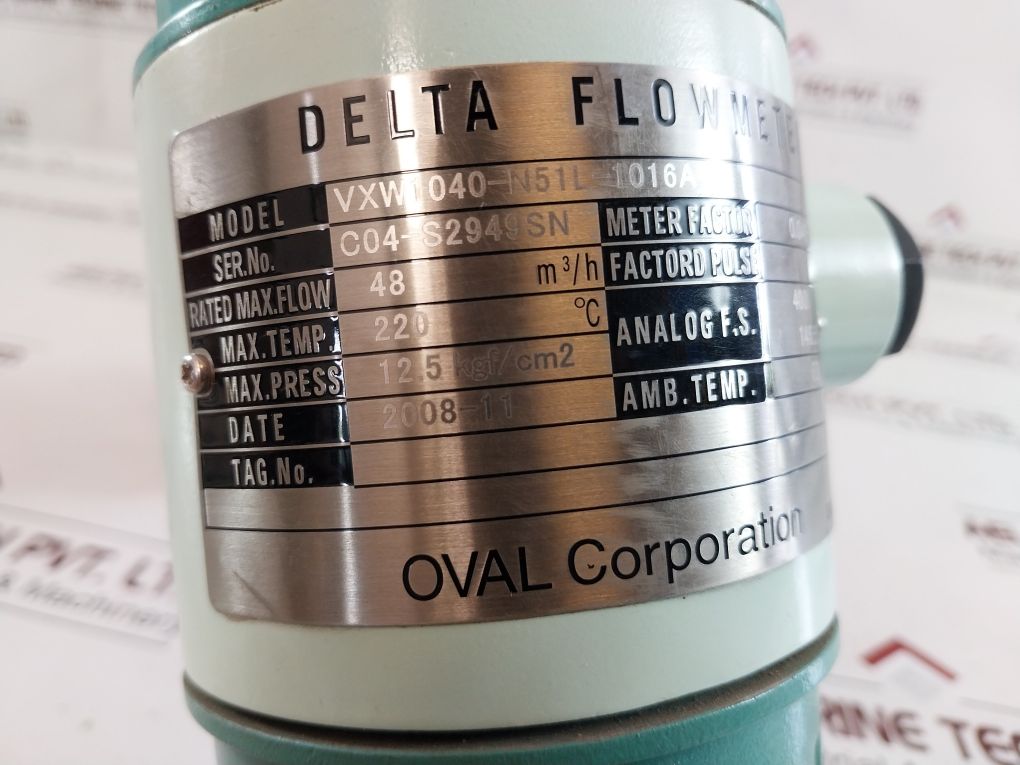 DELTA FLOWMETE
MODEL VXW1040-N51L-1016A
SER.No. C04-S2949SN METER FACTOR
RATED MAX.FLOW 48 m³/h FACTORD PULSE
MAX.TEMP. 220 °C ANALOG F.S.
MAX.PRESS 12.5 kgf/cm2
DATE 2008-11 AMB.TEMP.
TAG.No.
OVAL Corporation